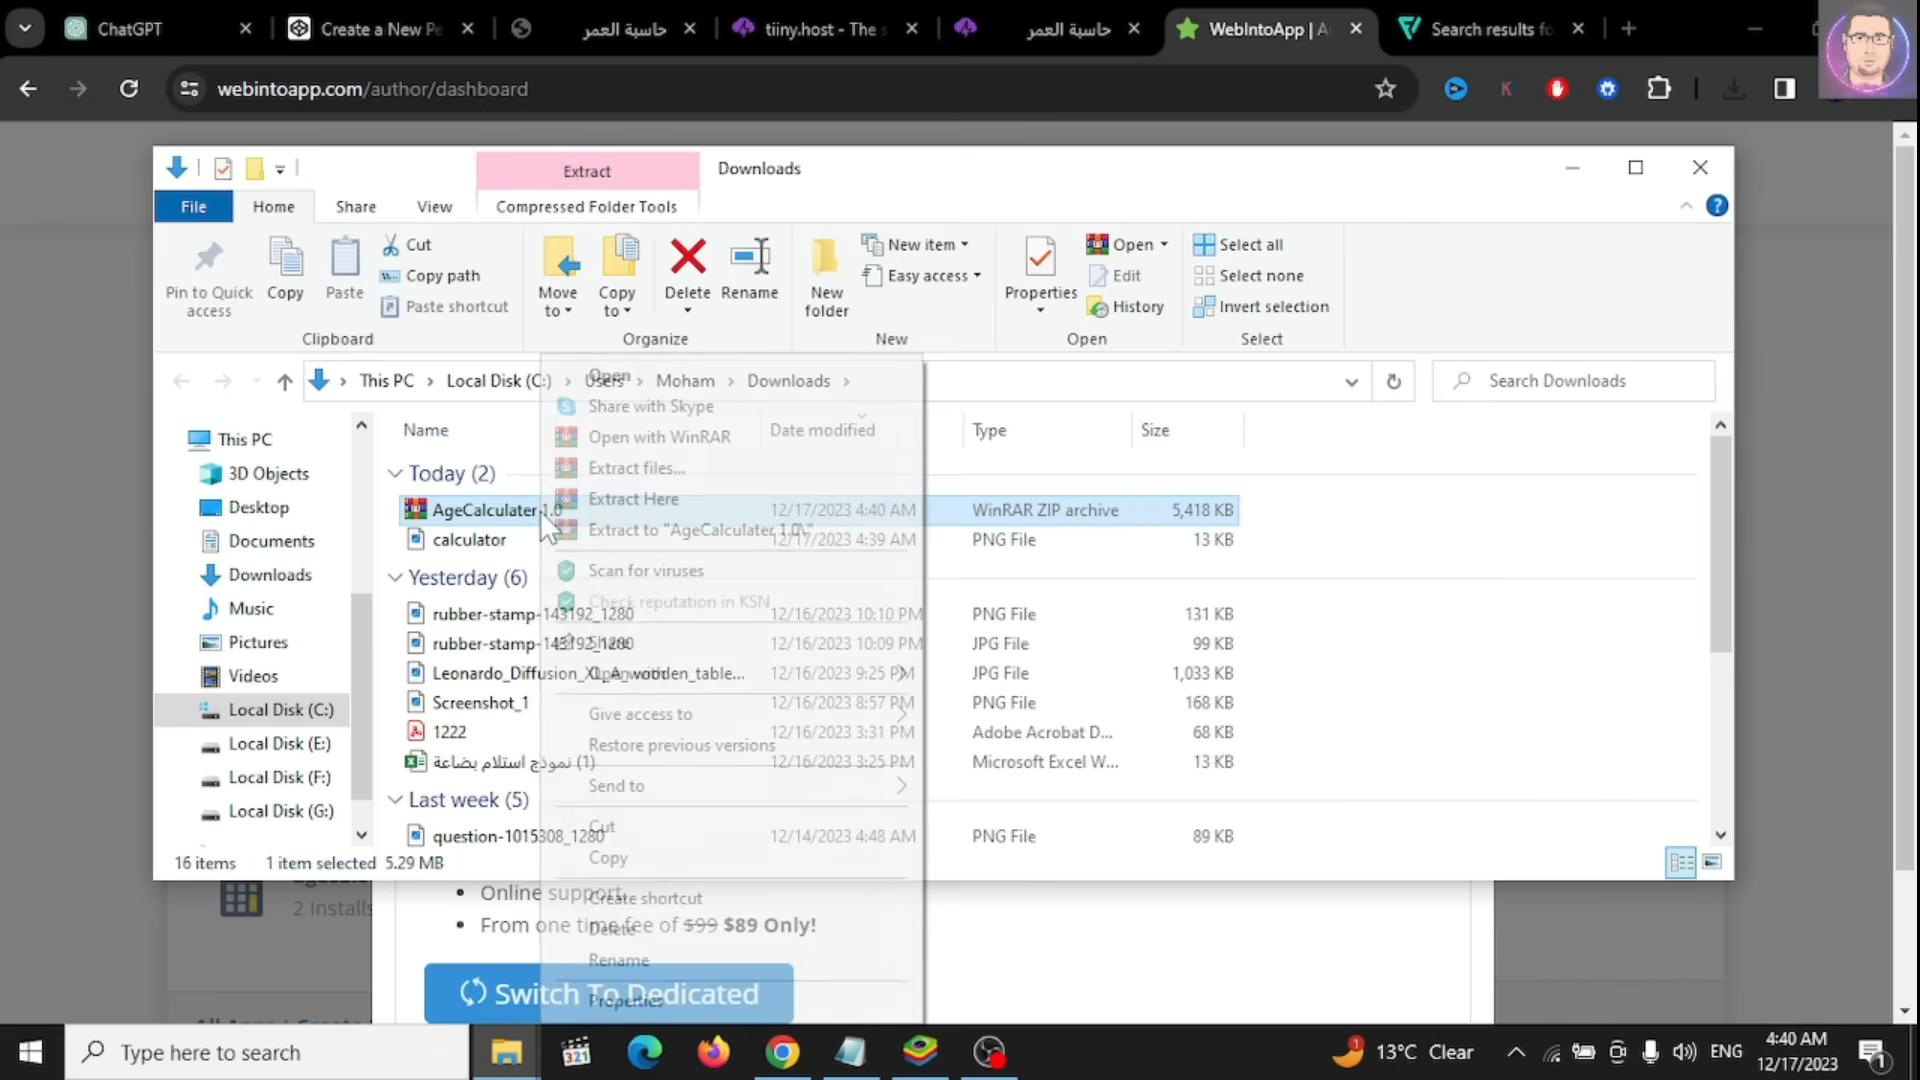 ChatGPT
Create a New Pe
حاسبة العمر
tiiny.host - The s
حاسبة العمر
WebIntoApp | A
Search results fo
webintoapp.com/author/dashboard
Extract
Downloads
File
Home
Share
View
Compressed Folder Tools
Pin to Quick access
Copy
Paste
Cut
Copy path
Paste shortcut
Move to
Copy to
Delete
Rename
New folder
New item
Easy access
Properties
Open
Edit
History
Select all
Select none
Invert selection
Clipboard
Organize
New
Open
Select
This PC
Local Disk (C:)
Users
Moham
Downloads
Search Downloads
Name
Date modified
Type
Size
This PC
3D Objects
Desktop
Documents
Downloads
Music
Pictures
Videos
Local Disk (C:)
Local Disk (E:)
Local Disk (F:)
Local Disk (G:)
Today (2)
AgeCalculater 1.0 12/17/2023 4:40 AM WinRAR ZIP archive 5,418 KB
calculator 12/17/2023 4:39 AM PNG File 13 KB
Yesterday (6)
rubber-stamp-143192_1280 12/16/2023 10:10 PM PNG File 131 KB
rubber-stamp-143192_1280 12/16/2023 10:09 PM JPG File 99 KB
Leonardo_Diffusion_XL_A_wooden_table... 12/16/2023 9:25 PM JPG File 1,033 KB
Screenshot_1 12/16/2023 8:57 PM PNG File 168 KB
1222 12/16/2023 3:31 PM Adobe Acrobat D... 68 KB
نموذج استلام بضاعة (1) 12/16/2023 3:25 PM Microsoft Excel W... 13 KB
Last week (5)
question-1015308_1280 12/14/2023 4:48 AM PNG File 89 KB
Open
Share with Skype
Open with WinRAR
Extract files...
Extract Here
Extract to "AgeCalculater 1.0\"
Scan for viruses
Check reputation in KSN
Share
Open with
Give access to
Restore previous versions
Send to
Cut
Copy
Create shortcut
Delete
Rename
Properties
16 items
1 item selected 5.29 MB
2 Installs
Online support.
From one time fee of $99 $89 Only!
Switch To Dedicated
Type here to search
321
1
13°C Clear
ENG
4:40 AM
12/17/2023
1